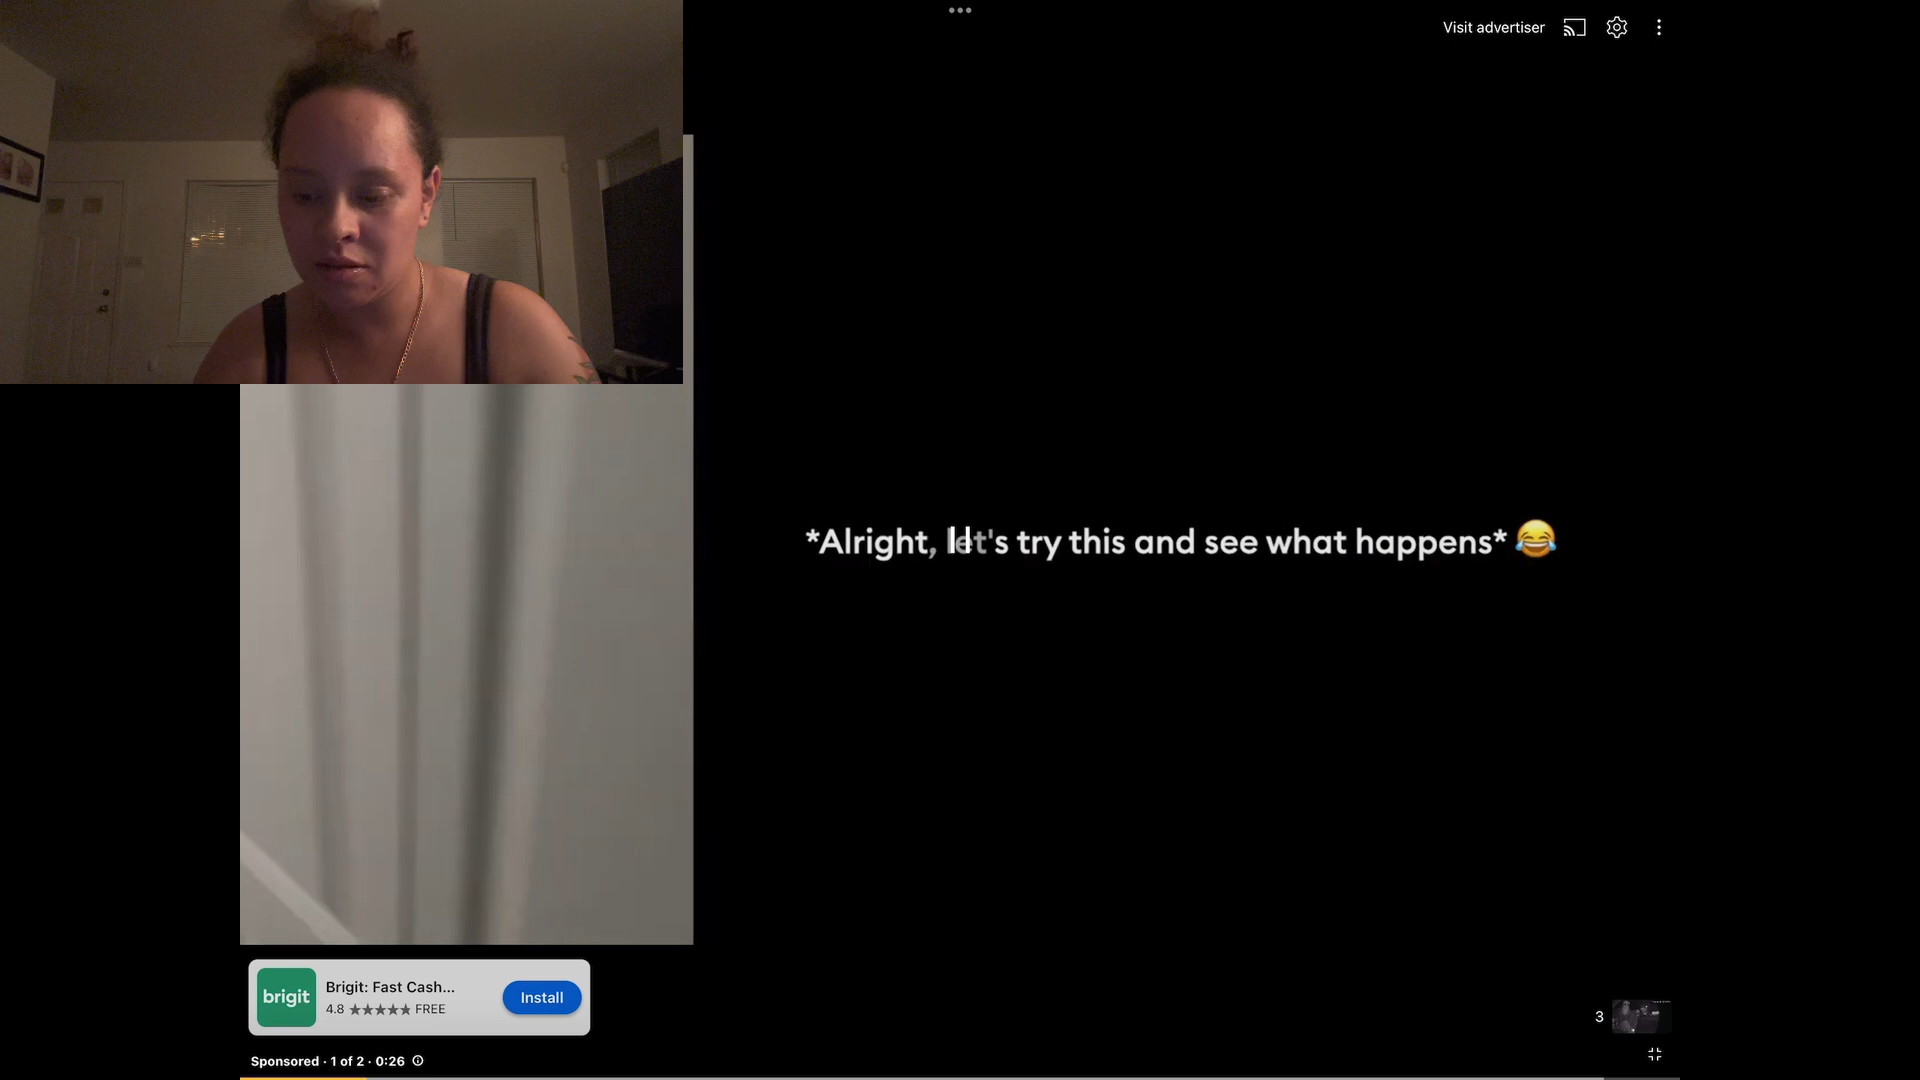 Visit advertiser
*Alright, let's try this and see what happens* 😂
brigit
Brigit: Fast Cash...
4.8 ★★★★★ FREE
Install
3
Sponsored · 1 of 2 · 0:26